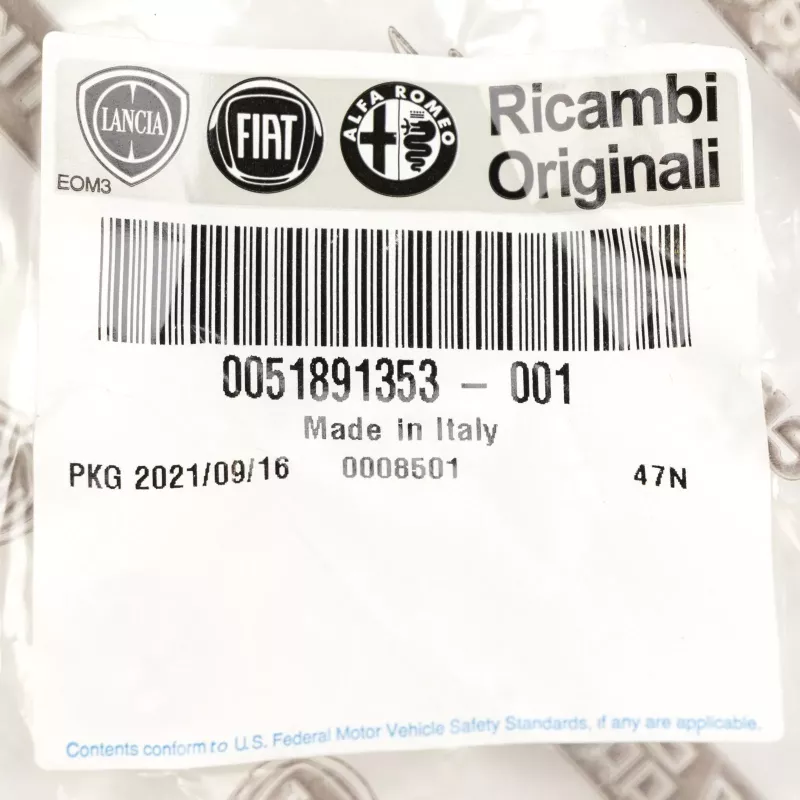 LANCIA
FIAT
ALFA ROMEO
Ricambi
Originali
EOM3
0051891353 - 001
Made in Italy
PKG 2021/09/16 0008501 47N
Contents conform to U.S. Federal Motor Vehicle Safety Standards, if any are applicable.